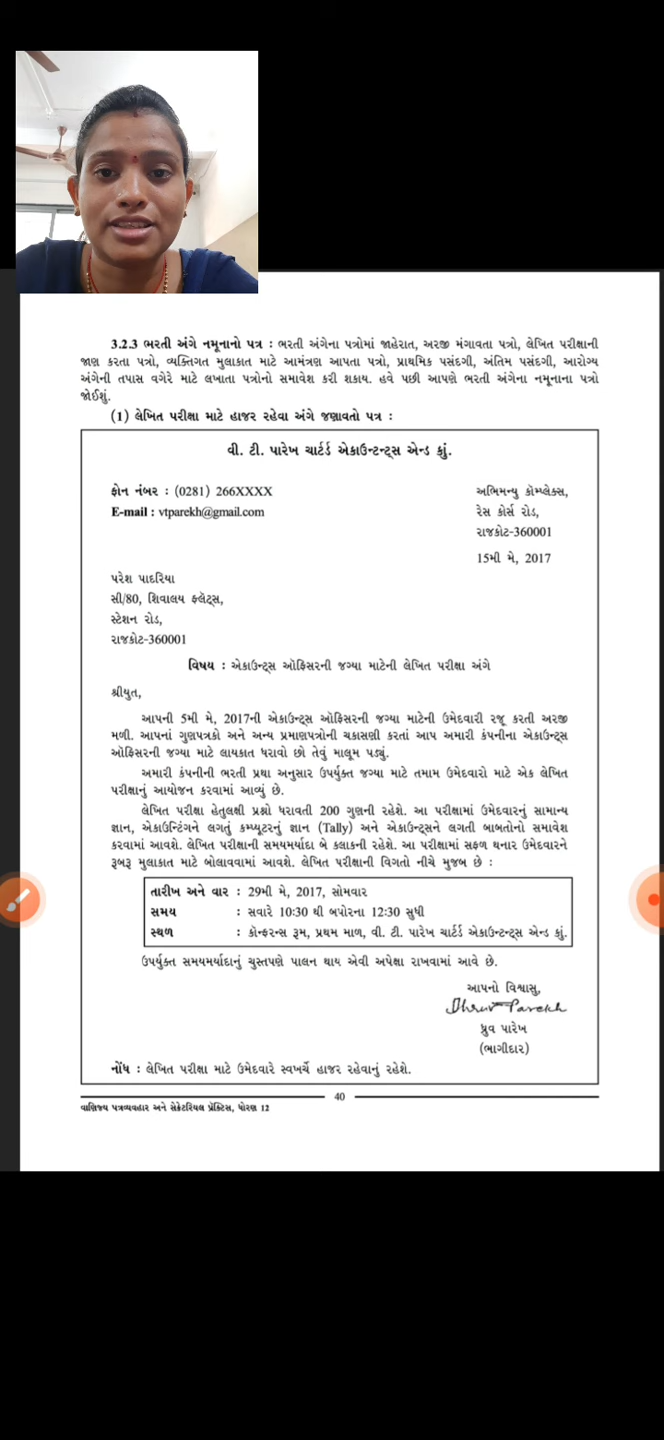 3.2.3 ભરતી અંગે નમૂનાનો પત્ર : ભરતી અંગેના પત્રોમાં જાહેરાત, અરજી મંગાવતા પત્રો, લેખિત પરીક્ષાની
જાણ કરતા પત્રો, વ્યક્તિગત મુલાકાત માટે આમંત્રણ આપતા પત્રો, પ્રાથમિક પસંદગી, અંતિમ પસંદગી, આરોગ્ય
અંગેની તપાસ વગેરે માટે લખાતા પત્રોનો સમાવેશ કરી શકાય. હવે પછી આપણે ભરતી અંગેના નમૂનાના પત્રો
જોઈશું.
(1) લેખિત પરીક્ષા માટે હાજર રહેવા અંગે જણાવતો પત્ર :
વી. ટી. પારેખ ચાર્ટર્ડ એકાઉન્ટન્ટ્સ એન્ડ કું.
ફોન નંબર : (0281) 266XXXX
E-mail : vtparekh@gmail.com
અભિમન્યુ કૉમ્પ્લેક્સ,
રેસ કોર્સ રોડ,
રાજકોટ-360001
15મી મે, 2017
પરેશ પાદરિયા
સી/80, શિવાલય ફ્લૅટ્સ,
સ્ટેશન રોડ,
રાજકોટ-360001
વિષય : એકાઉન્ટ્સ ઑફિસરની જગ્યા માટેની લેખિત પરીક્ષા અંગે
શ્રીયુત,
આપની 5મી મે, 2017ની એકાઉન્ટ્સ ઑફિસરની જગ્યા માટેની ઉમેદવારી રજૂ કરતી અરજી
મળી. આપનાં ગુણપત્રકો અને અન્ય પ્રમાણપત્રોની ચકાસણી કરતાં આપ અમારી કંપનીના એકાઉન્ટ્સ
ઑફિસરની જગ્યા માટે લાયકાત ધરાવો છો તેવું માલૂમ પડ્યું.
અમારી કંપનીની ભરતી પ્રથા અનુસાર ઉપર્યુક્ત જગ્યા માટે તમામ ઉમેદવારો માટે એક લેખિત
પરીક્ષાનું આયોજન કરવામાં આવ્યું છે.
લેખિત પરીક્ષા હેતુલક્ષી પ્રશ્નો ધરાવતી 200 ગુણની રહેશે. આ પરીક્ષામાં ઉમેદવારનું સામાન્ય
જ્ઞાન, એકાઉન્ટિંગને લગતું કમ્પ્યૂટરનું જ્ઞાન (Tally) અને એકાઉન્ટ્સને લગતી બાબતોનો સમાવેશ
કરવામાં આવશે. લેખિત પરીક્ષાની સમયમર્યાદા બે કલાકની રહેશે. આ પરીક્ષામાં સફળ થનાર ઉમેદવારને
રૂબરૂ મુલાકાત માટે બોલાવવામાં આવશે. લેખિત પરીક્ષાની વિગતો નીચે મુજબ છે :
તારીખ અને વાર : 29મી મે, 2017, સોમવાર
સમય : સવારે 10:30 થી બપોરના 12:30 સુધી
સ્થળ : કૉન્ફરન્સ રૂમ, પ્રથમ માળ, વી. ટી. પારેખ ચાર્ટર્ડ એકાઉન્ટન્ટ્સ એન્ડ કું.
ઉપર્યુક્ત સમયમર્યાદાનું ચુસ્તપણે પાલન થાય એવી અપેક્ષા રાખવામાં આવે છે.
આપનો વિશ્વાસુ,
Dhruv Parekh
ધ્રુવ પારેખ
(ભાગીદાર)
નોંધ : લેખિત પરીક્ષા માટે ઉમેદવારે સ્વખર્ચે હાજર રહેવાનું રહેશે.
40
વાણિજ્ય પત્રવ્યવહાર અને સેક્રેટરિયલ પ્રૅક્ટિસ, ધોરણ 12